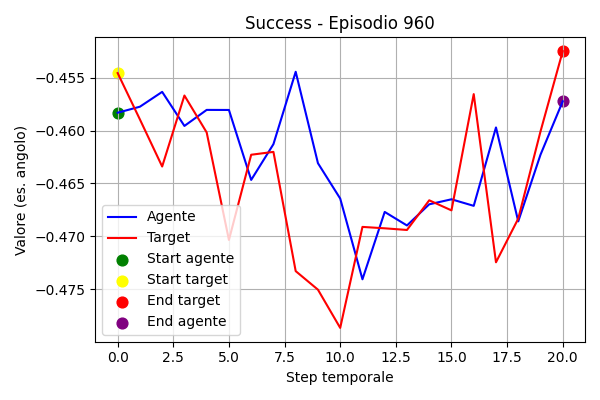 Success - Episodio 960
Valore (es. angolo)
−0.455
−0.460
−0.465
−0.470
−0.475
Agente
Target
Start agente
Start target
End target
End agente
0.0 2.5 5.0 7.5 10.0 12.5 15.0 17.5 20.0
Step temporale